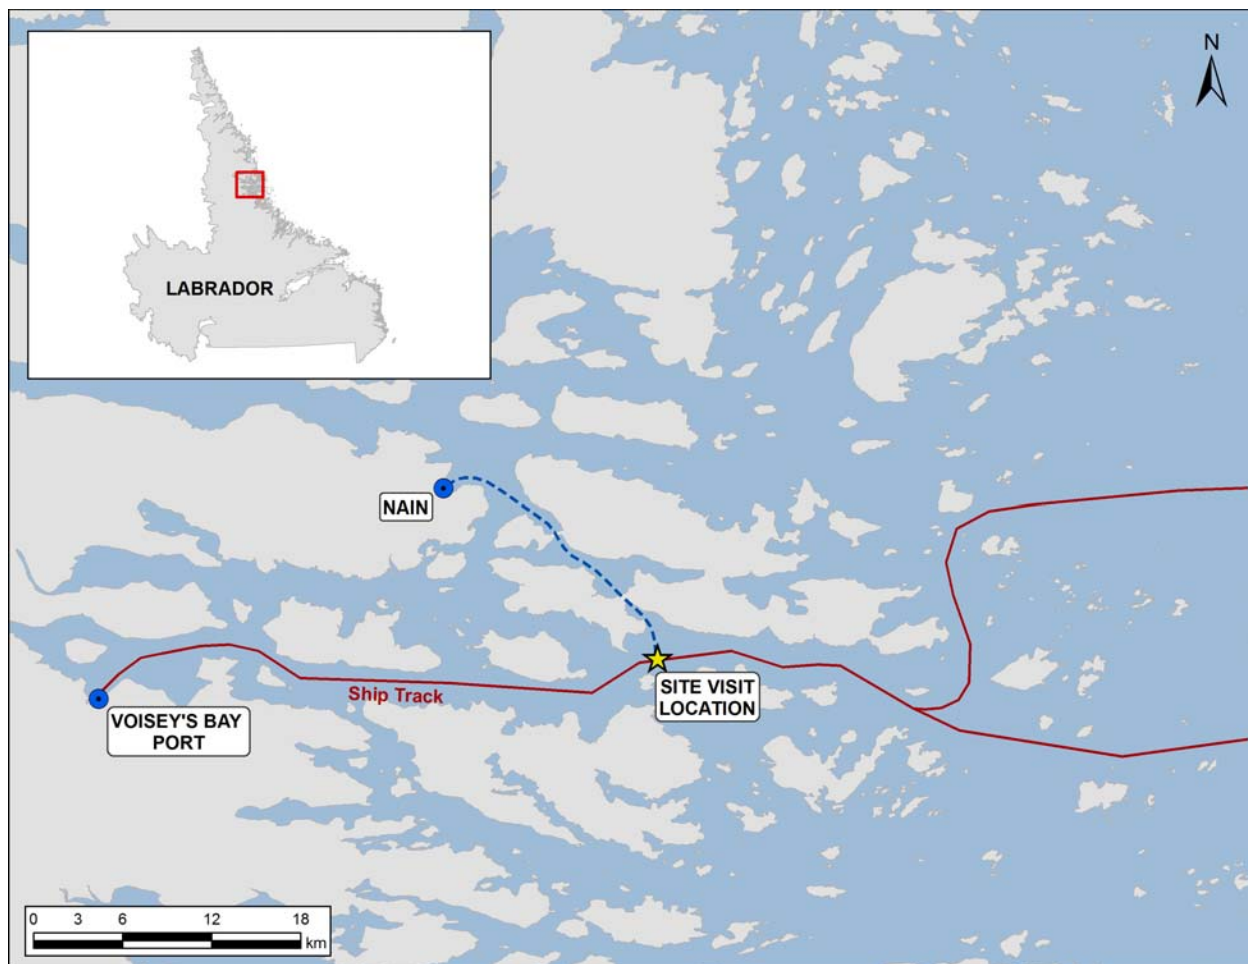 N
LABRADOR
NAIN
Ship Track
SITE VISIT
LOCATION
VOISEY'S BAY
PORT
0 3 6 12 18
km